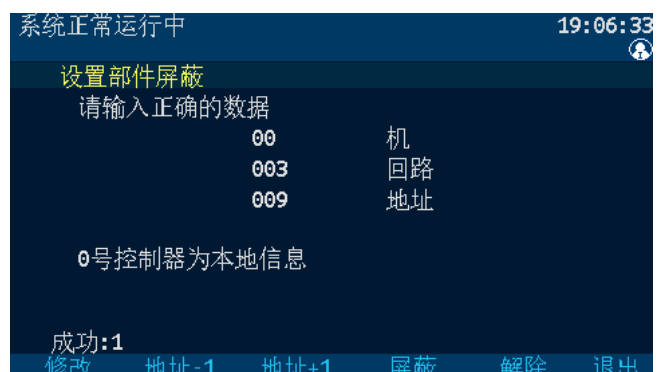 系统正常运行中 19:06:33
设置部件屏蔽
请输入正确的数据
00 机
003 回路
009 地址
0号控制器为本地信息
成功:1
修改 地址-1 地址+1 屏蔽 解除 退出